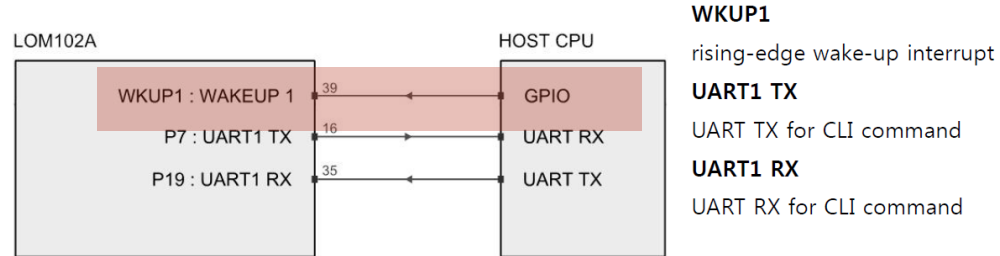 LOM102A
HOST CPU
WKUP1 : WAKEUP 1
39
GPIO
P7 : UART1 TX
16
UART RX
P19 : UART1 RX
35
UART TX
WKUP1
rising-edge wake-up interrupt
UART1 TX
UART TX for CLI command
UART1 RX
UART RX for CLI command